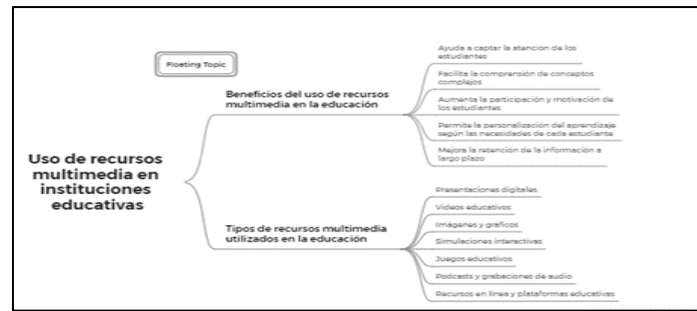 Floating Topic
Uso de recursos
multimedia en
instituciones
educativas
Beneficios del uso de recursos
multimedia en la educación
Ayuda a captar la atención de los
estudiantes
Facilita la comprensión de conceptos
complejos
Aumenta la participación y motivación de
los estudiantes
Permite la personalización del aprendizaje
según las necesidades de cada estudiante
Mejora la retención de la información a
largo plazo
Tipos de recursos multimedia
utilizados en la educación
Presentaciones digitales
Videos educativos
Imágenes y gráficos
Simulaciones interactivas
Juegos educativos
Podcasts y grabaciones de audio
Recursos en línea y plataformas educativas